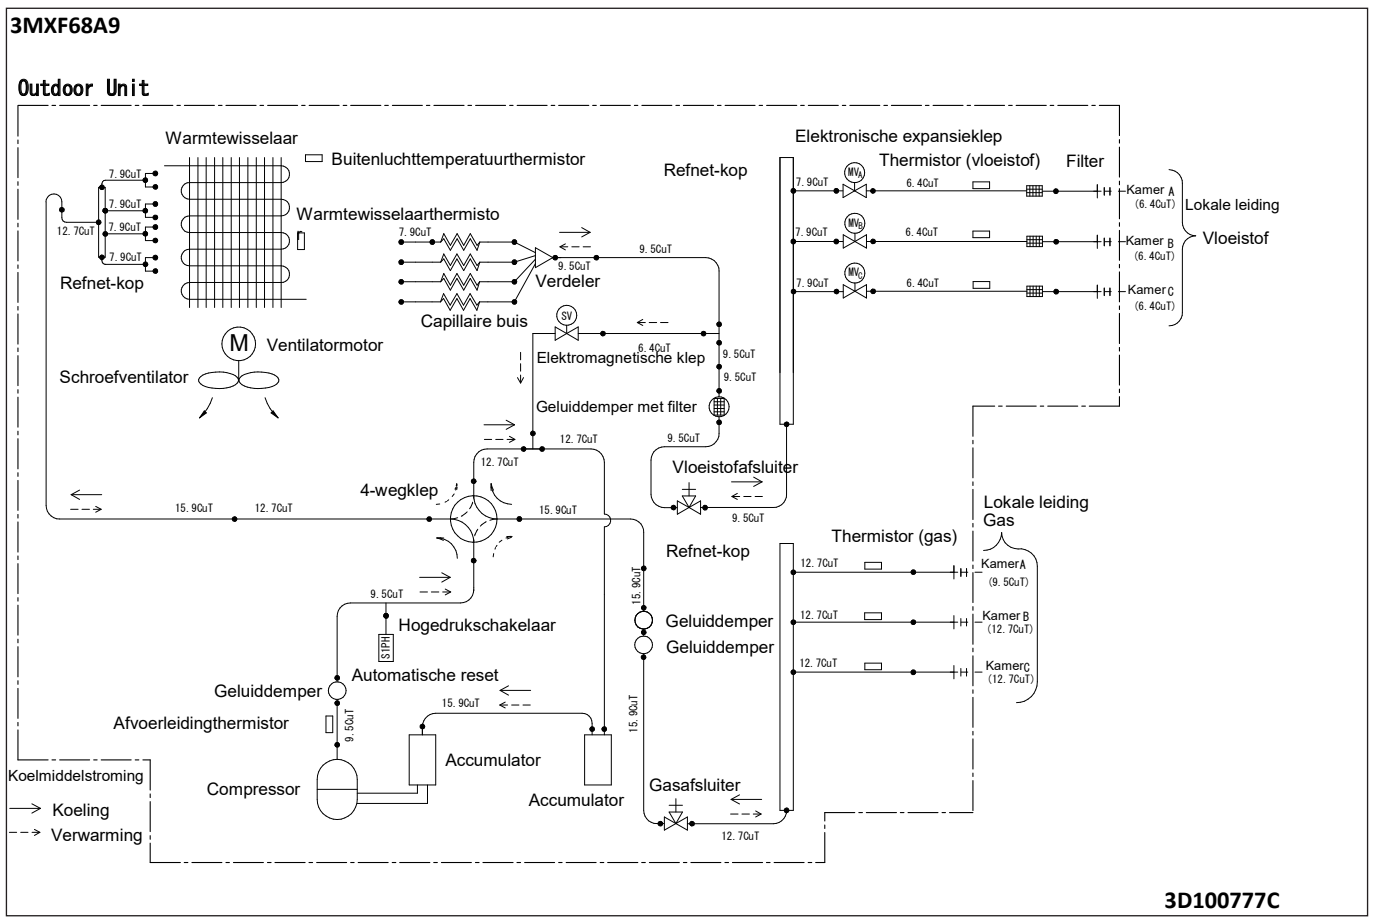 3MXF68A9
Outdoor Unit
Warmtewisselaar
Buitenluchttemperatuurthermistor
7.9CuT
7.9CuT
7.9CuT
7.9CuT
12.7CuT
Refnet-kop
Warmtewisselaarthermisto
7.9CuT
Capillaire buis
Verdeler
9.5CuT
9.5CuT
Ventilatormotor
M
Schroefventilator
SV
6.4CuT
Elektromagnetische klep
9.5CuT
9.5CuT
Geluiddemper met filter
9.5CuT
Vloeistofafsluiter
9.5CuT
Refnet-kop
Elektronische expansieklep
Thermistor (vloeistof)
Filter
7.9CuT
MVA
6.4CuT
Kamer A
(6.4CuT)
7.9CuT
MVB
6.4CuT
Kamer B
(6.4CuT)
7.9CuT
MVC
6.4CuT
Kamer C
(6.4CuT)
Lokale leiding
Vloeistof
12.7CuT
12.7CuT
4-wegklep
15.9CuT
12.7CuT
15.9CuT
Refnet-kop
Thermistor (gas)
Lokale leiding
Gas
12.7CuT
KamerA
(9.5CuT)
12.7CuT
Kamer B
(12.7CuT)
12.7CuT
KamerC
(12.7CuT)
15.9CuT
Geluiddemper
Geluiddemper
9.5CuT
Hogedrukschakelaar
S1PH
Automatische reset
Geluiddemper
Afvoerleidingthermistor
9.5CuT
15.9CuT
15.9CuT
Accumulator
Accumulator
Compressor
Gasafsluiter
12.7CuT
Koelmiddelstroming
Koeling
Verwarming
3D100777C